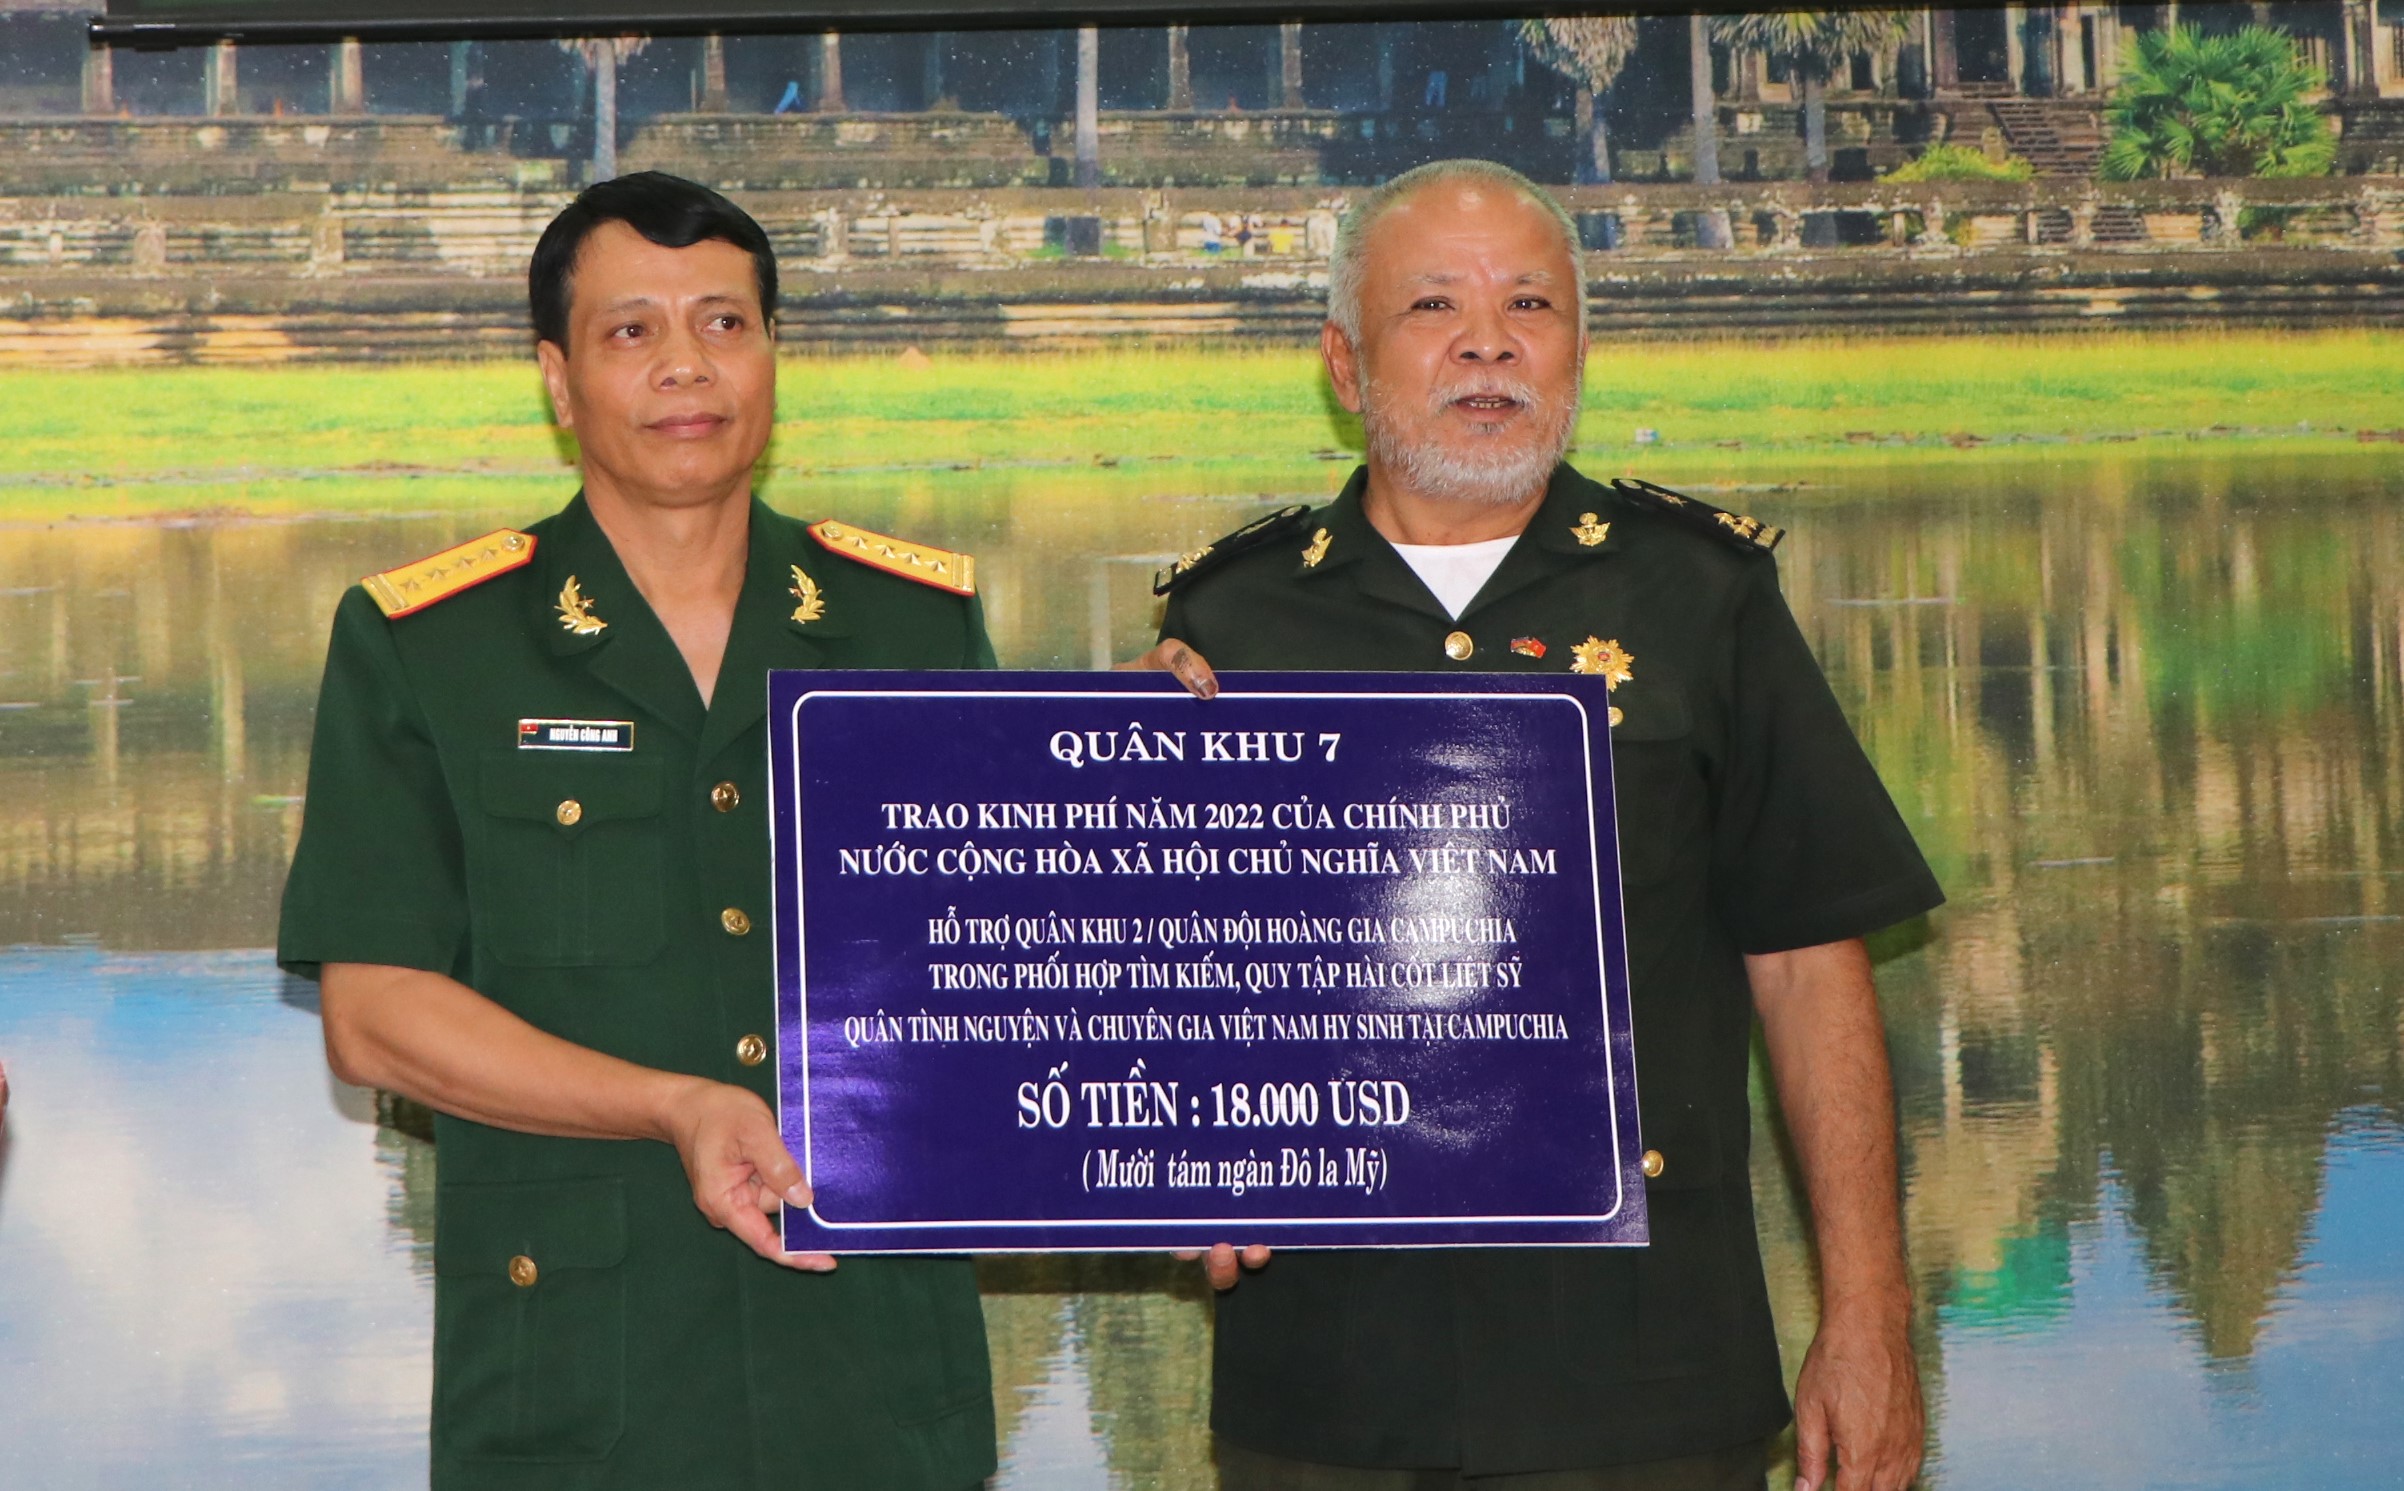 NGUYỄN CÔNG ANH
QUÂN KHU 7
TRAO KINH PHÍ NĂM 2022 CỦA CHÍNH PHỦ
NƯỚC CỘNG HÒA XÃ HỘI CHỦ NGHĨA VIỆT NAM
HỖ TRỢ QUÂN KHU 2 / QUÂN ĐỘI HOÀNG GIA CAMPUCHIA
TRONG PHỐI HỢP TÌM KIẾM, QUY TẬP HÀI CỐT LIỆT SỸ
QUÂN TÌNH NGUYỆN VÀ CHUYÊN GIA VIỆT NAM HY SINH TẠI CAMPUCHIA
SỐ TIỀN : 18.000 USD
( Mười tám ngàn Đô la Mỹ)